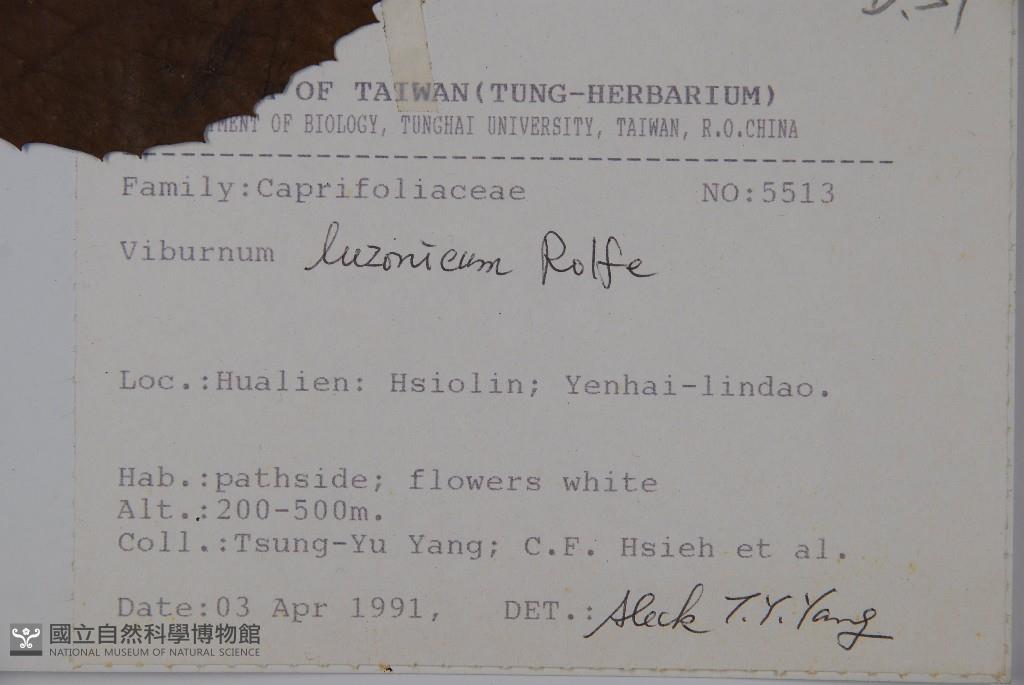 OF TAIWAN(TUNG-HERBARIUM)
OF BIOLOGY, TUNGHAI UNIVERSITY, TAIWAN, R.O.CHINA
Family:Caprifoliaceae NO:5513
Viburnum luzonicum Rolfe
Loc.:Hualien: Hsiolin; Yenhai-lindao.
Hab.:pathside; flowers white
Alt.:200-500m.
Coll.:Tsung-Yu Yang; C.F. Hsieh et al.
Date:03 Apr 1991, DET.:Aleck T.Y.Yang
國立自然科學博物館
NATIONAL MUSEUM OF NATURAL SCIENCE